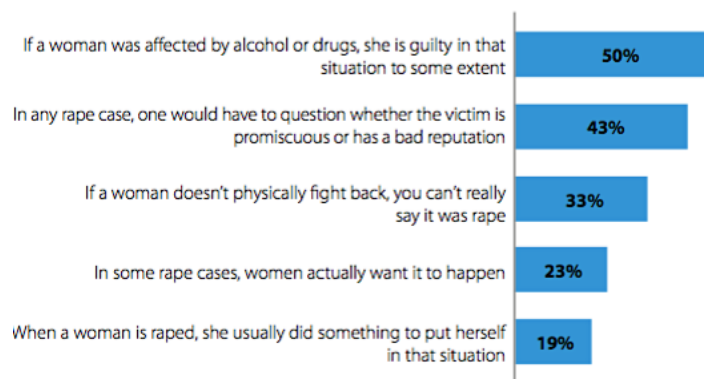 If a woman was affected by alcohol or drugs, she is guilty in that
situation to some extent
50%
In any rape case, one would have to question whether the victim is
promiscuous or has a bad reputation
43%
If a woman doesn't physically fight back, you can't really
say it was rape
33%
In some rape cases, women actually want it to happen
23%
When a woman is raped, she usually did something to put herself
in that situation
19%